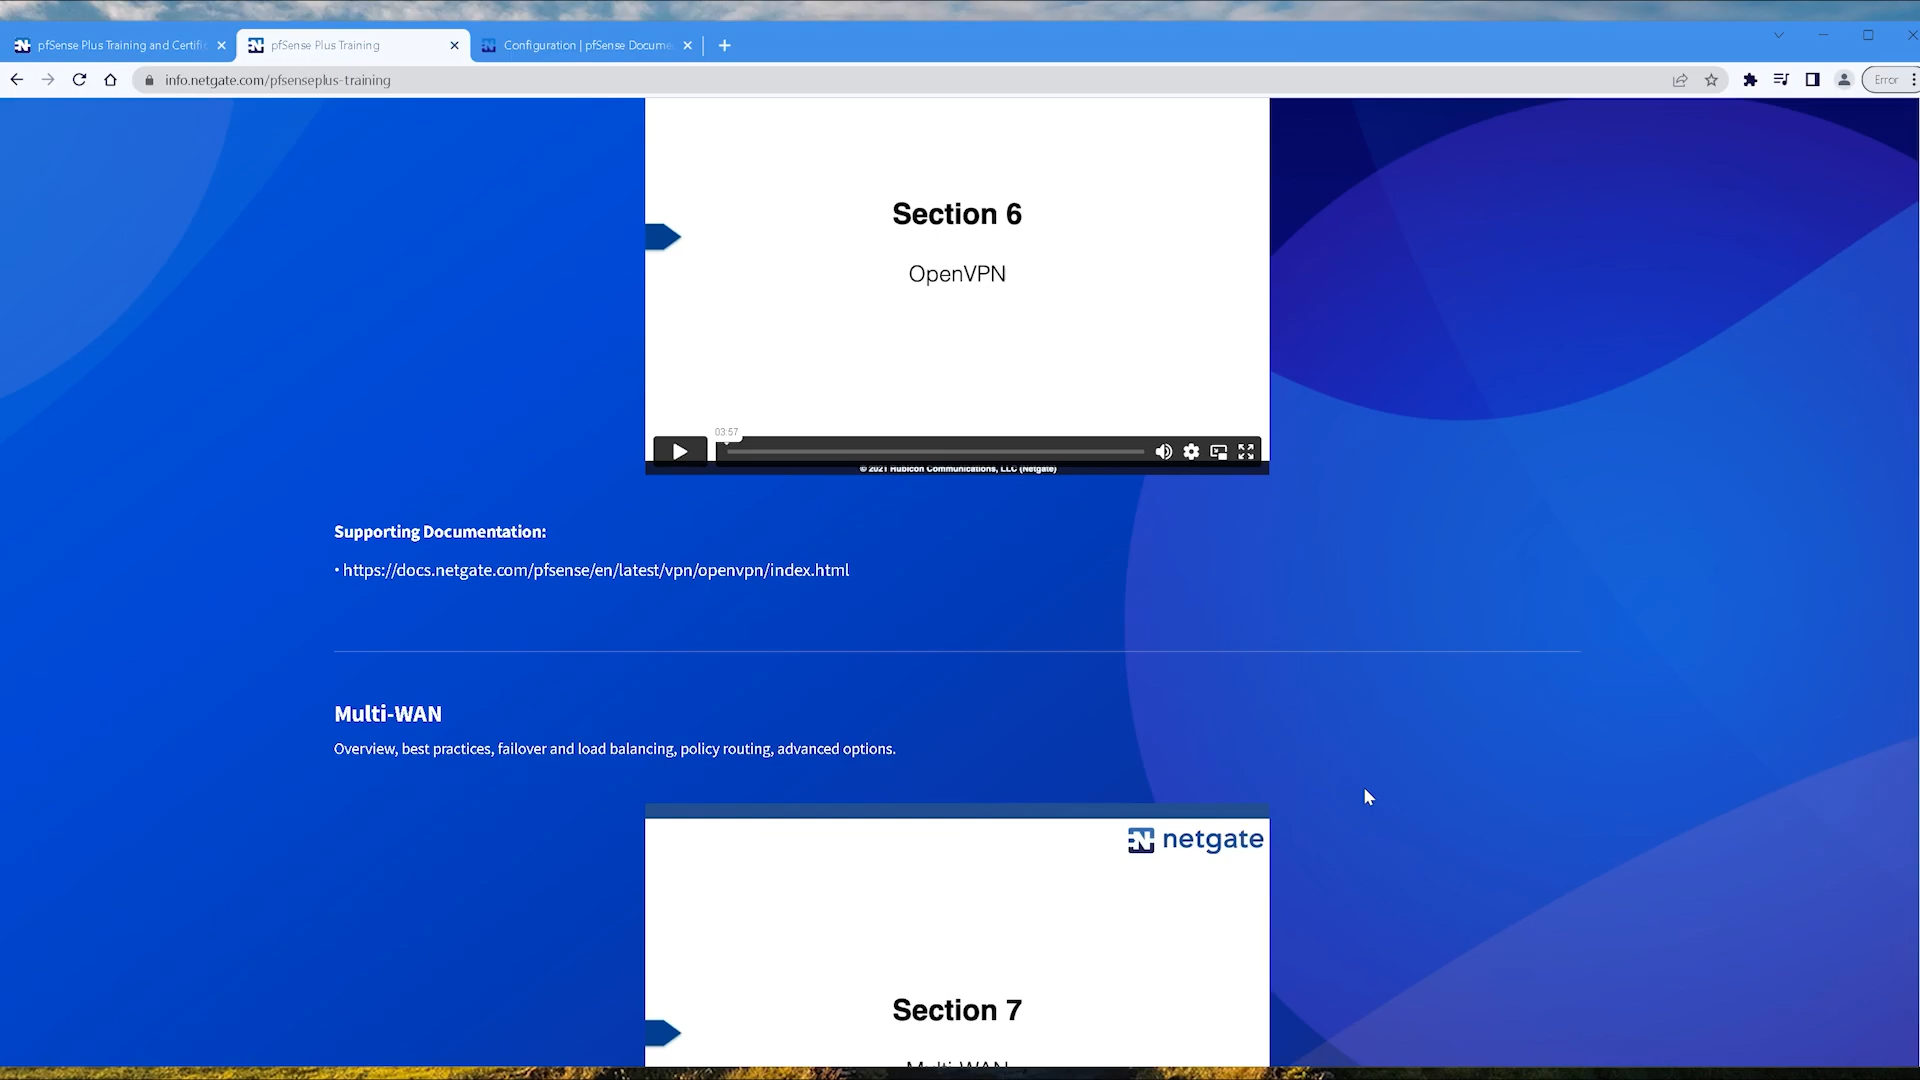 pfSense Plus Training and Certifi
pfSense Plus Training
Configuration | pfSense Docume
info.netgate.com/pfsenseplus-training
Error
Section 6
OpenVPN
03:57
© 2021 Rubicon Communications, LLC (Netgate)
Supporting Documentation:
• https://docs.netgate.com/pfsense/en/latest/vpn/openvpn/index.html
Multi-WAN
Overview, best practices, failover and load balancing, policy routing, advanced options.
netgate
Section 7
Multi-WAN